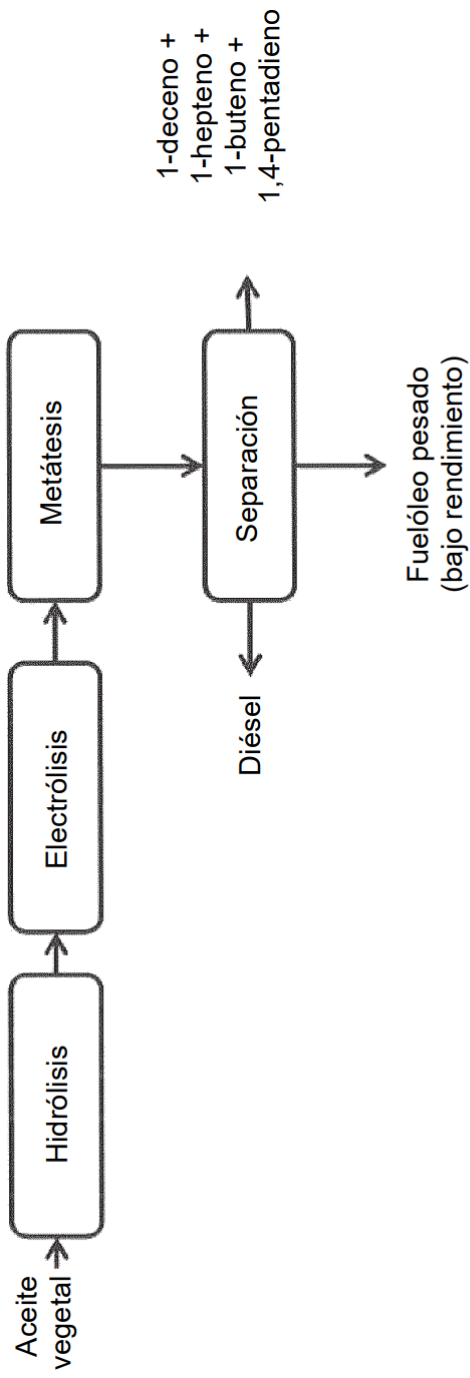 Aceite
vegetal
Hidrólisis
Electrólisis
Metátesis
Separación
Diésel
1-deceno +
1-hepteno +
1-buteno +
1,4-pentadieno
Fuelóleo pesado
(bajo rendimiento)